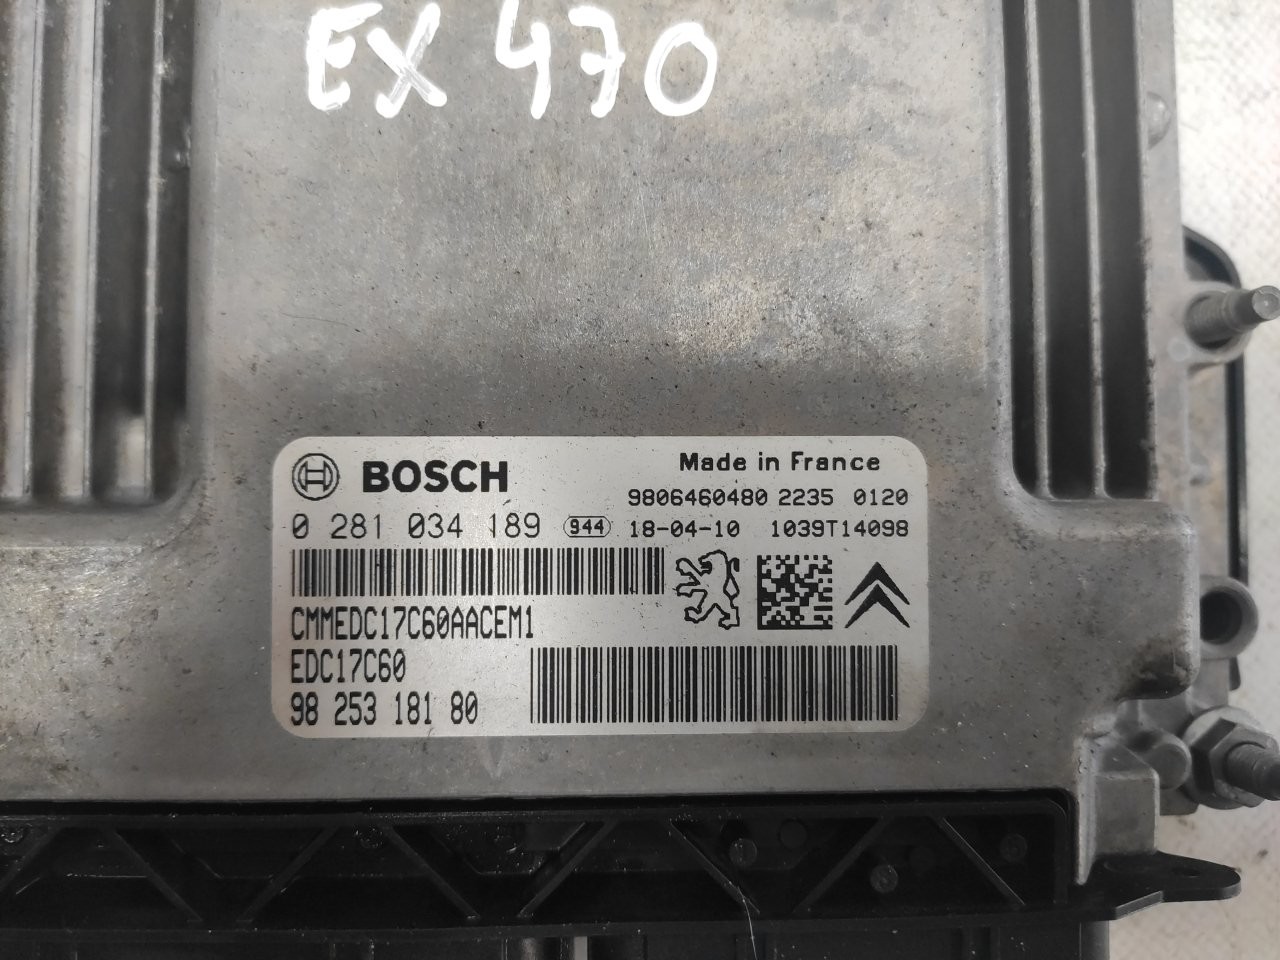 EX 470
BOSCH
Made in France
9806460480 2235 0120
0 281 034 189 944 18-04-10 1039T14098
CMMEDC17C60AACEM1
EDC17C60
98 253 181 80